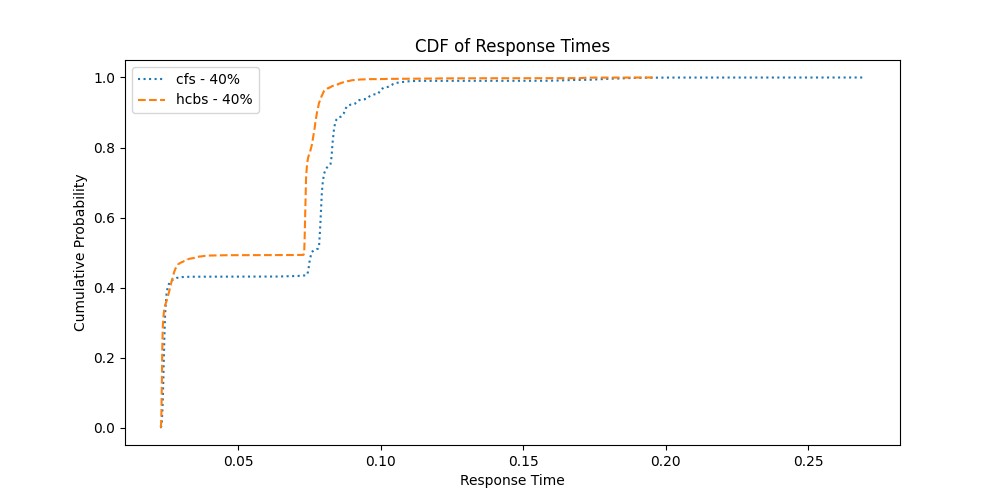 CDF of Response Times
cfs - 40%
hcbs - 40%
Cumulative Probability
1.0
0.8
0.6
0.4
0.2
0.0
0.05 0.10 0.15 0.20 0.25
Response Time